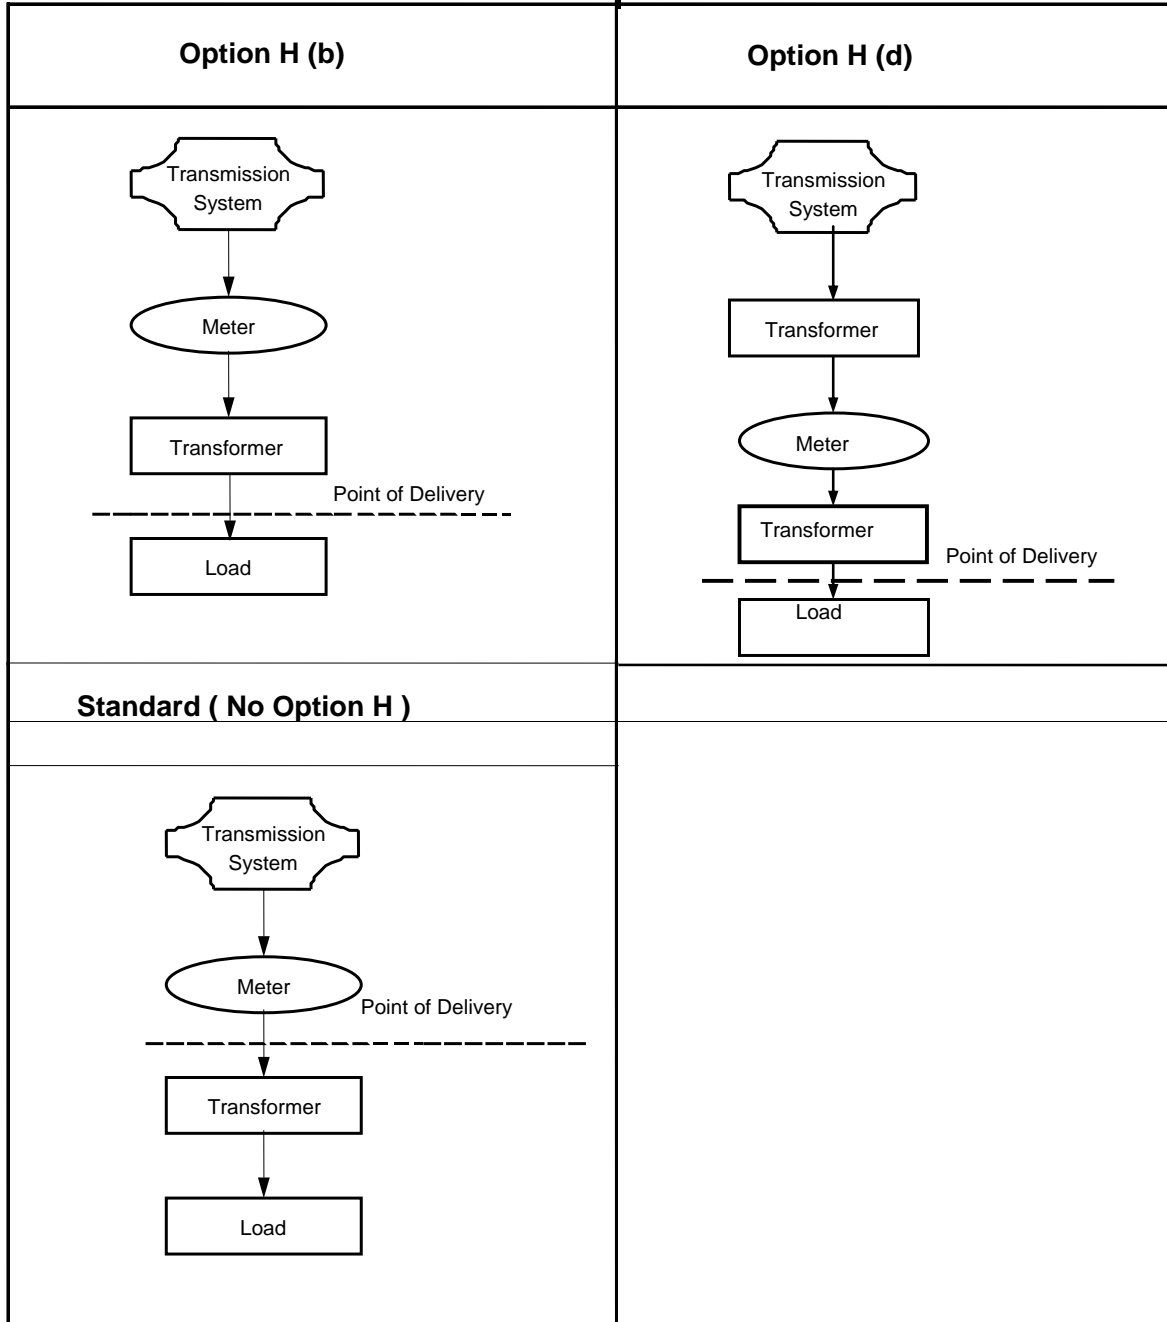 Option H (b)
Transmission
System
Meter
Transformer
Point of Delivery
Load
Option H (d)
Transmission
System
Transformer
Meter
Transformer
Point of Delivery
Load
Standard ( No Option H )
Transmission
System
Meter
Point of Delivery
Transformer
Load